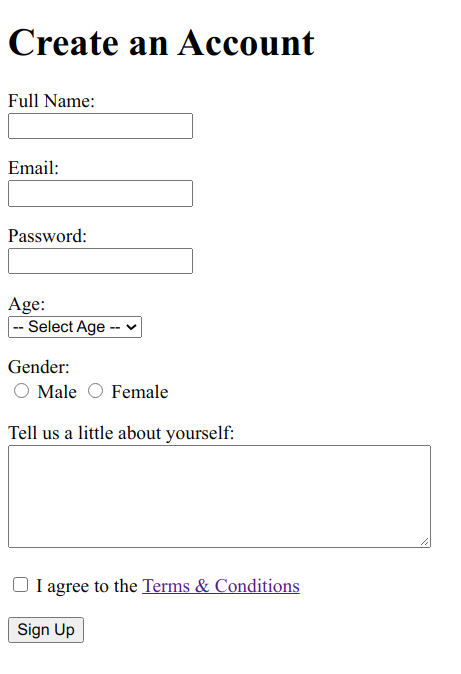 Create an Account
Full Name:
Email:
Password:
Age:
-- Select Age --
Gender:
Male Female
Tell us a little about yourself:
I agree to the Terms & Conditions
Sign Up